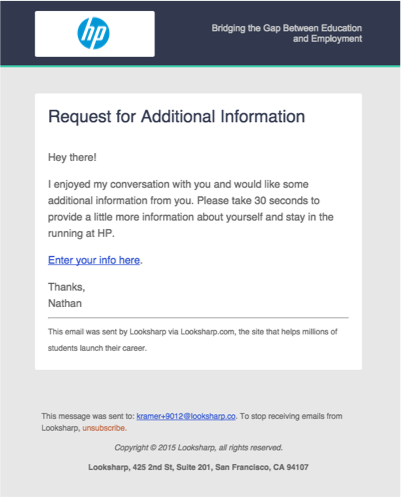 hp
Bridging the Gap Between Education
and Employment
Request for Additional Information
Hey there!
I enjoyed my conversation with you and would like some
additional information from you. Please take 30 seconds to
provide a little more information about yourself and stay in the
running at HP.
Enter your info here.
Thanks,
Nathan
This email was sent by Looksharp via Looksharp.com, the site that helps millions of
students launch their career.
This message was sent to: kramer+9012@looksharp.co. To stop receiving emails from
Looksharp, unsubscribe.
Copyright © 2015 Looksharp, all rights reserved.
Looksharp, 425 2nd St, Suite 201, San Francisco, CA 94107